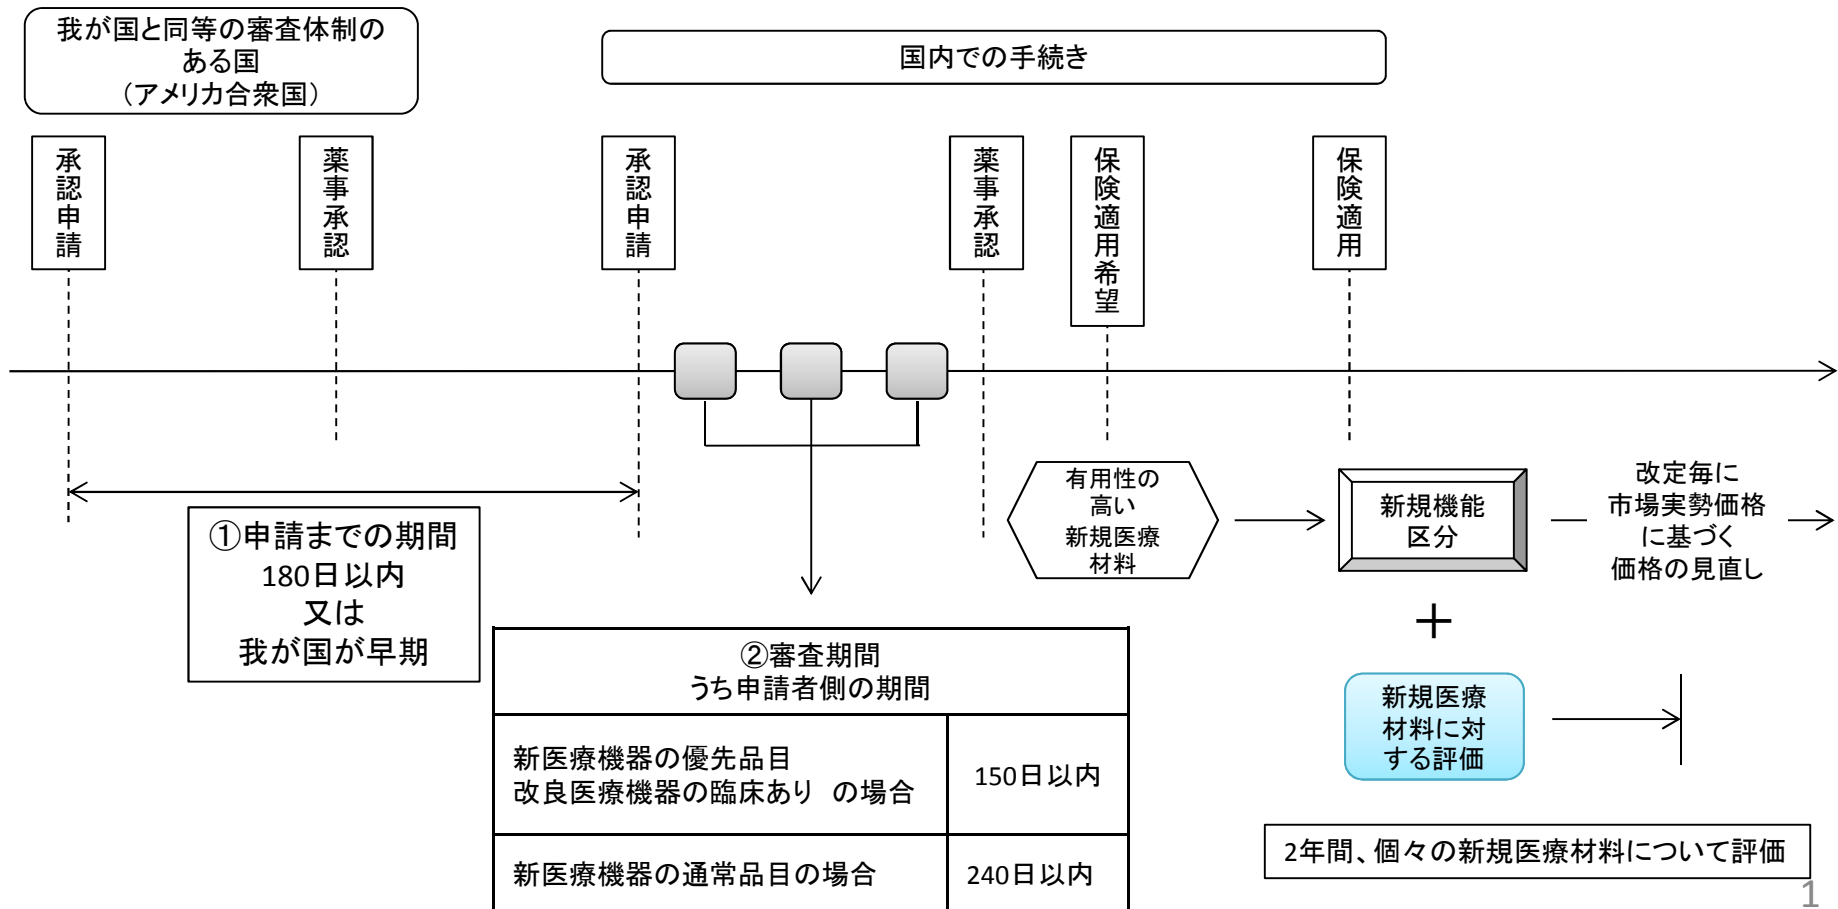 我が国と同等の審査体制の
ある国
（アメリカ合衆国）
国内での手続き
承認申請
薬事承認
承認申請
薬事承認
保険適用希望
保険適用
①申請までの期間
180日以内
又は
我が国が早期
有用性の
高い
新規医療
材料
新規機能
区分
改定毎に
市場実勢価格
に基づく
価格の見直し
＋
②審査期間
うち申請者側の期間
新医療機器の優先品目
改良医療機器の臨床あり　の場合
150日以内
新医療機器の通常品目の場合
240日以内
新規医療
材料に対
する評価
2年間、個々の新規医療材料について評価
1